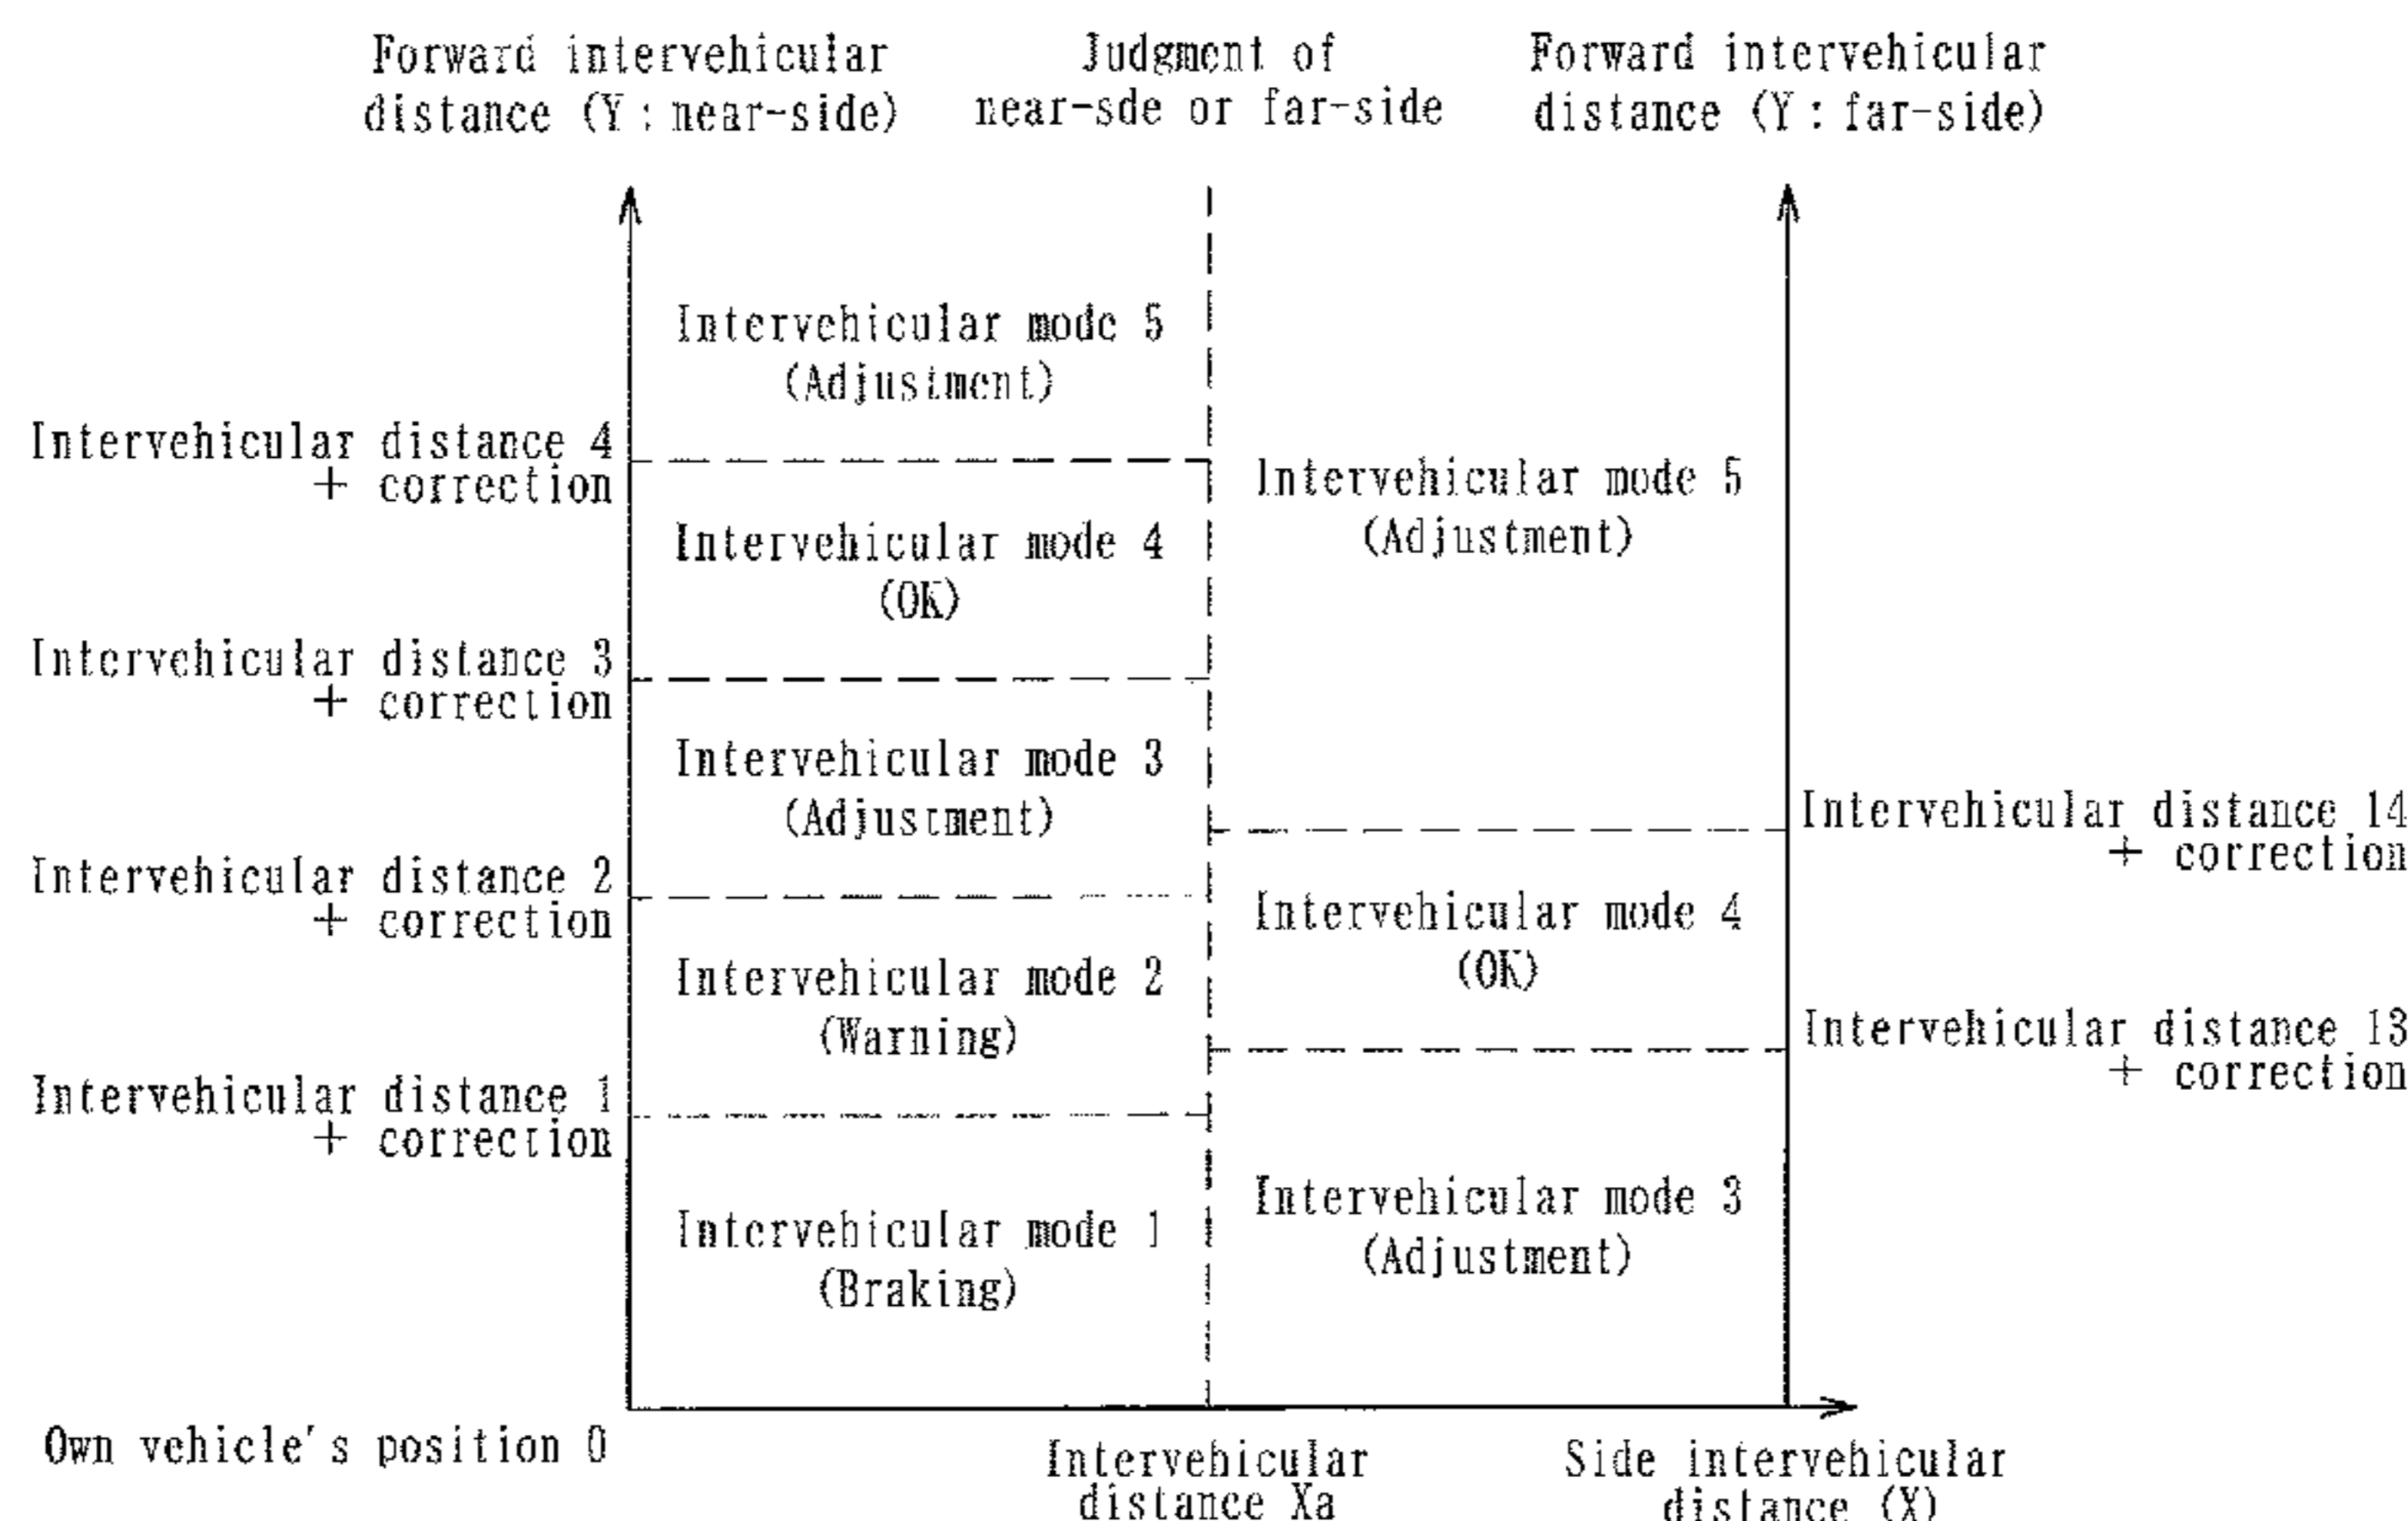 Forward intervehicular
distance (Y : near-side)
Judgment of
near-sde or far-side
Forward intervehicular
distance (Y : far-side)
Intervehicular mode 5
(Adjustment)
Intervehicular distance 4
+ correction
Intervehicular mode 5
(Adjustment)
Intervehicular mode 4
(OK)
Intervehicular distance 3
+ correction
Intervehicular mode 3
(Adjustment)
Intervehicular distance 14
+ correction
Intervehicular distance 2
+ correction
Intervehicular mode 4
(OK)
Intervehicular mode 2
(Warning)
Intervehicular distance 13
+ correction
Intervehicular distance 1
+ correction
Intervehicular mode 3
(Adjustment)
Intervehicular mode 1
(Braking)
Own vehicle's position 0
Intervehicular
distance Xa
Side intervehicular
distance (X)